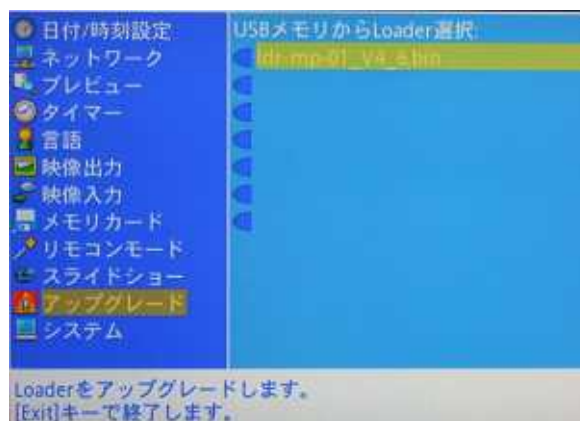 日付/時刻設定
ネットワーク
プレビュー
タイマー
言語
映像出力
映像入力
メモリカード
リモコンモード
スライドショー
アップグレード
システム
USBメモリからLoader選択:
ldr-mp-01_V4_6.bin
Loaderをアップグレードします。
[Exit]キーで終了します。